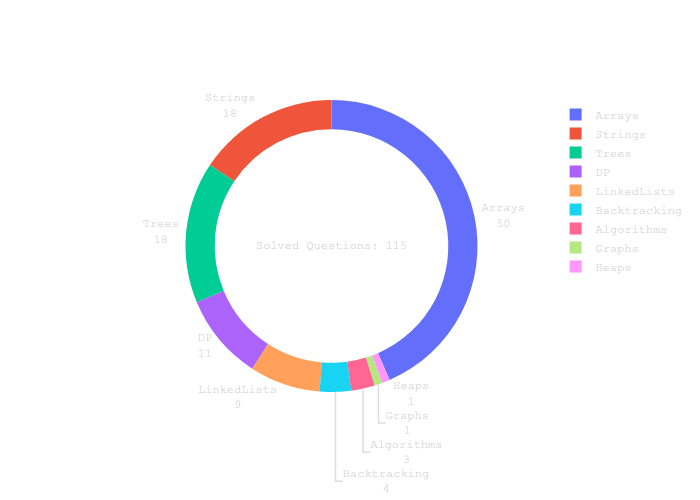 Strings
18
Arrays
50
Trees
18
Solved Questions: 115
DP
11
LinkedLists
9
Heaps
1
Graphs
1
Algorithms
3
Backtracking
4
Arrays
Strings
Trees
DP
LinkedLists
Backtracking
Algorithms
Graphs
Heaps